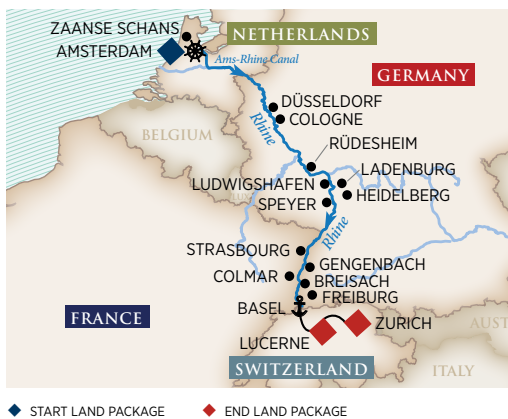 ZAANSE SCHANS
NETHERLANDS
AMSTERDAM
Ams-Rhine Canal
GERMANY
DÜSSELDORF
COLOGNE
BELGIUM
Rhine
RÜDESHEIM
LADENBURG
LUDWIGSHAFEN
HEIDELBERG
SPEYER
Rhine
STRASBOURG
GENGENBACH
COLMAR
BREISACH
FREIBURG
BASEL
FRANCE
ZURICH
AUST
LUCERNE
SWITZERLAND
ITALY
START LAND PACKAGE
END LAND PACKAGE